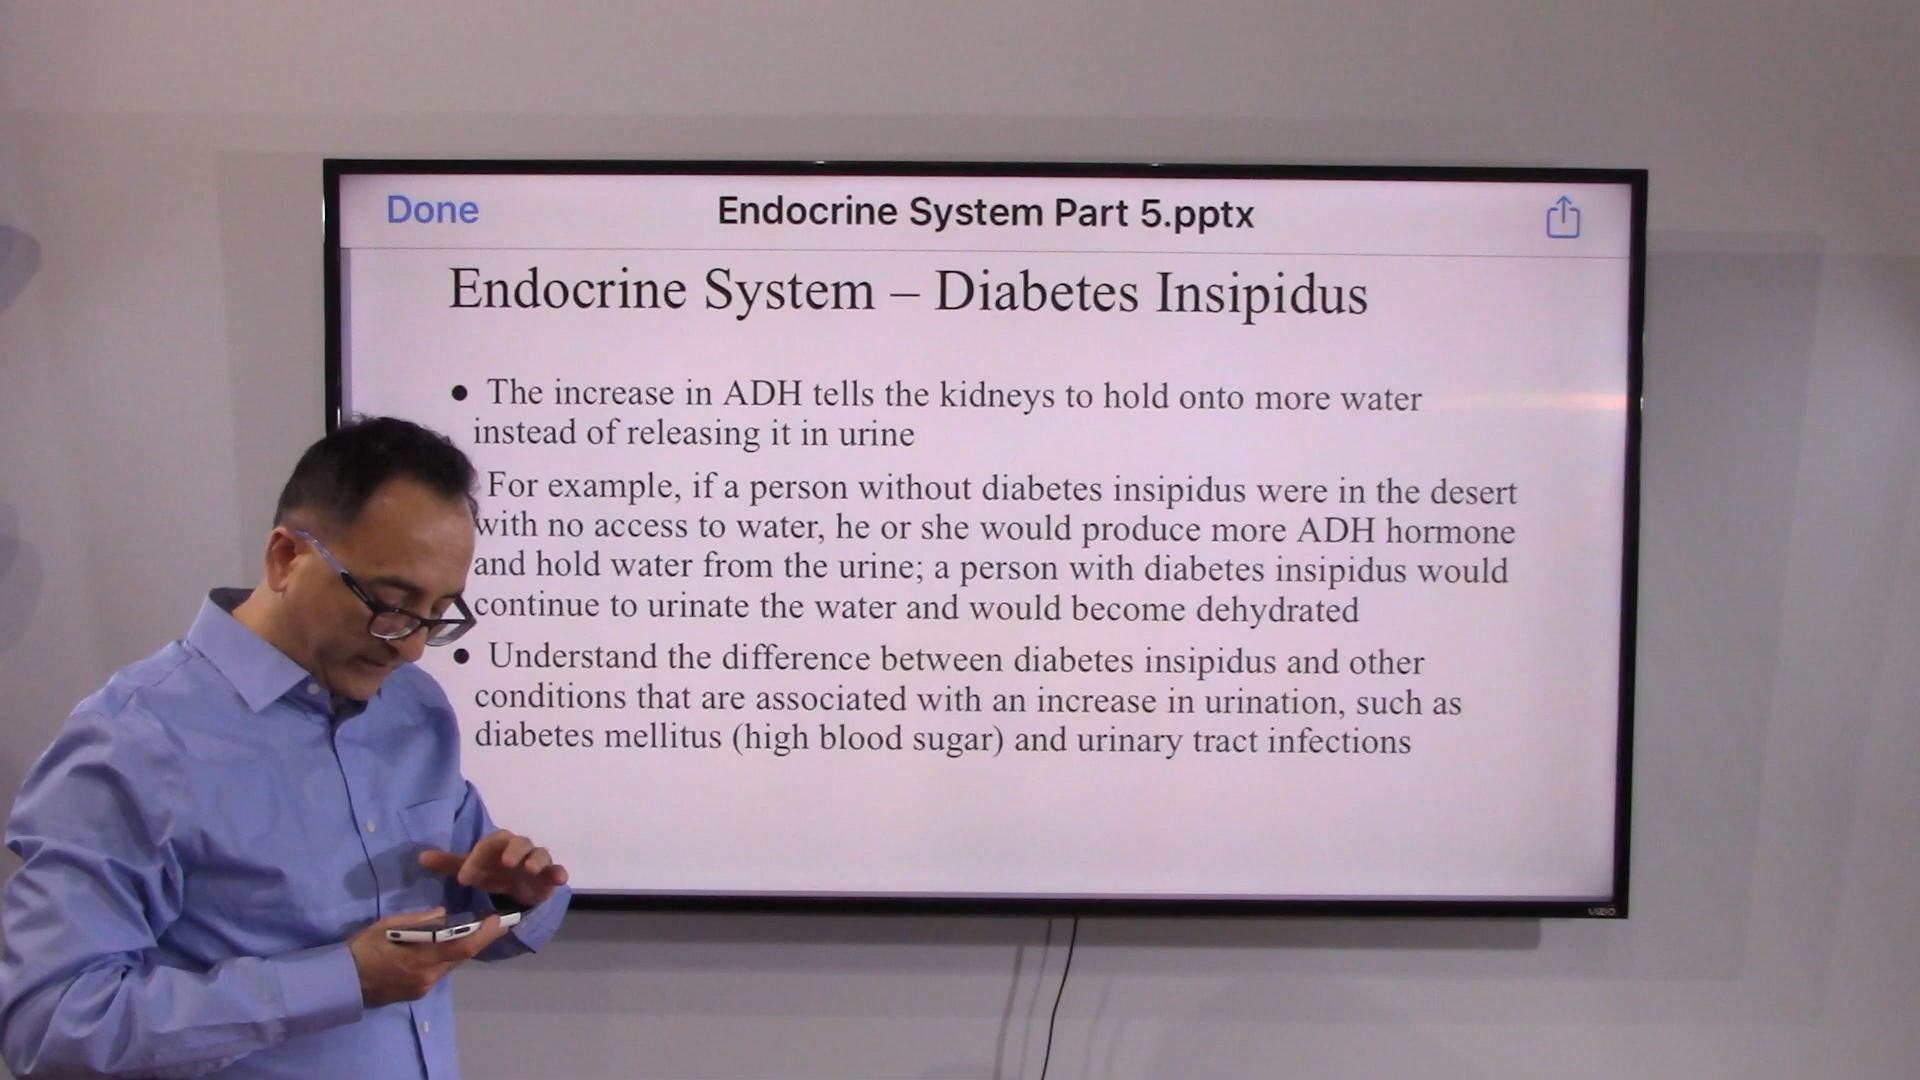 Done
Endocrine System Part 5.pptx
Endocrine System – Diabetes Insipidus
● The increase in ADH tells the kidneys to hold onto more water
instead of releasing it in urine
For example, if a person without diabetes insipidus were in the desert
with no access to water, he or she would produce more ADH hormone
and hold water from the urine; a person with diabetes insipidus would
continue to urinate the water and would become dehydrated
● Understand the difference between diabetes insipidus and other
conditions that are associated with an increase in urination, such as
diabetes mellitus (high blood sugar) and urinary tract infections
VIZIO